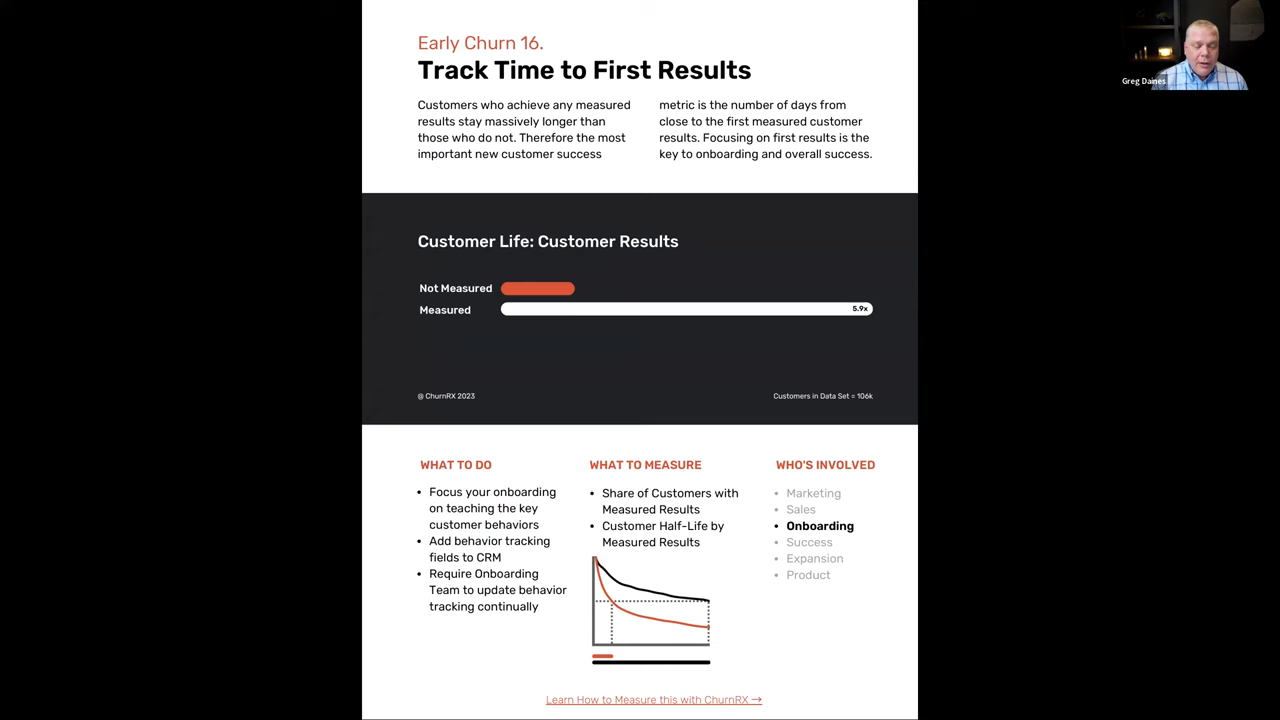 Early Churn 16.
Track Time to First Results
Customers who achieve any measured
results stay massively longer than
those who do not. Therefore the most
important new customer success
metric is the number of days from
close to the first measured customer
results. Focusing on first results is the
key to onboarding and overall success.
Greg Daines
Customer Life: Customer Results
Not Measured
Measured
5.9x
@ ChurnRX 2023
Customers in Data Set = 106k
WHAT TO DO
• Focus your onboarding
on teaching the key
customer behaviors
• Add behavior tracking
fields to CRM
• Require Onboarding
Team to update behavior
tracking continually
WHAT TO MEASURE
• Share of Customers with
Measured Results
• Customer Half-Life by
Measured Results
WHO'S INVOLVED
• Marketing
• Sales
• Onboarding
• Success
• Expansion
• Product
Learn How to Measure this with ChurnRX →